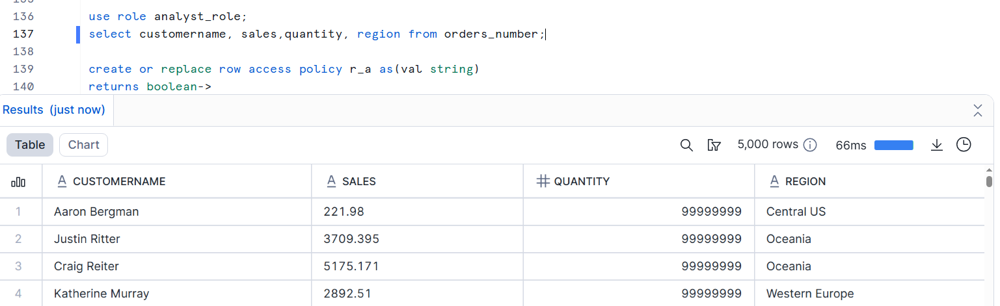 136 use role analyst_role;
137 select customername, sales,quantity, region from orders_number;
138
139 create or replace row access policy r_a as(val string)
140 returns boolean->
Results (just now)
Table Chart 5,000 rows 66ms
CUSTOMERNAME SALES QUANTITY REGION
1 Aaron Bergman 221.98 99999999 Central US
2 Justin Ritter 3709.395 99999999 Oceania
3 Craig Reiter 5175.171 99999999 Oceania
4 Katherine Murray 2892.51 99999999 Western Europe